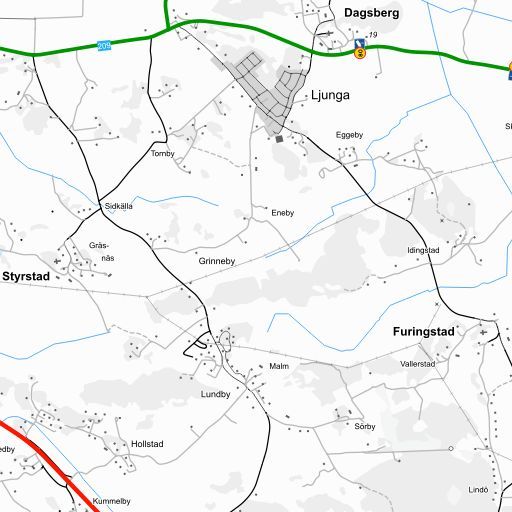 Dagsberg
19
209
Ljunga
Eggeby
Tornby
Sidkälla
Eneby
Gräs-
näs
Idingstad
Styrstad
Grinneby
Furingstad
Malm
Vallerstad
Lundby
Sörby
Hollstad
Lindö
Kummelby